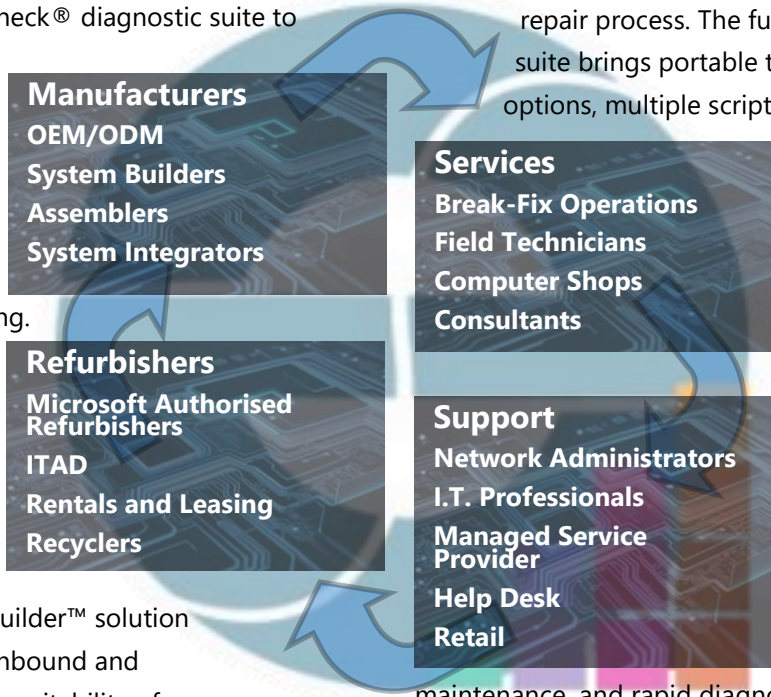 heck® diagnostic suite to
Manufacturers
OEM/ODM
System Builders
Assemblers
System Integrators
ng.
Refurbishers
Microsoft Authorised
Refurbishers
ITAD
Rentals and Leasing
Recyclers
uilder™ solution
nbound and
repair process. The fu
suite brings portable t
options, multiple script
Services
Break-Fix Operations
Field Technicians
Computer Shops
Consultants
Support
Network Administrators
I.T. Professionals
Managed Service
Provider
Help Desk
Retail
maintenance, and rapid diagno